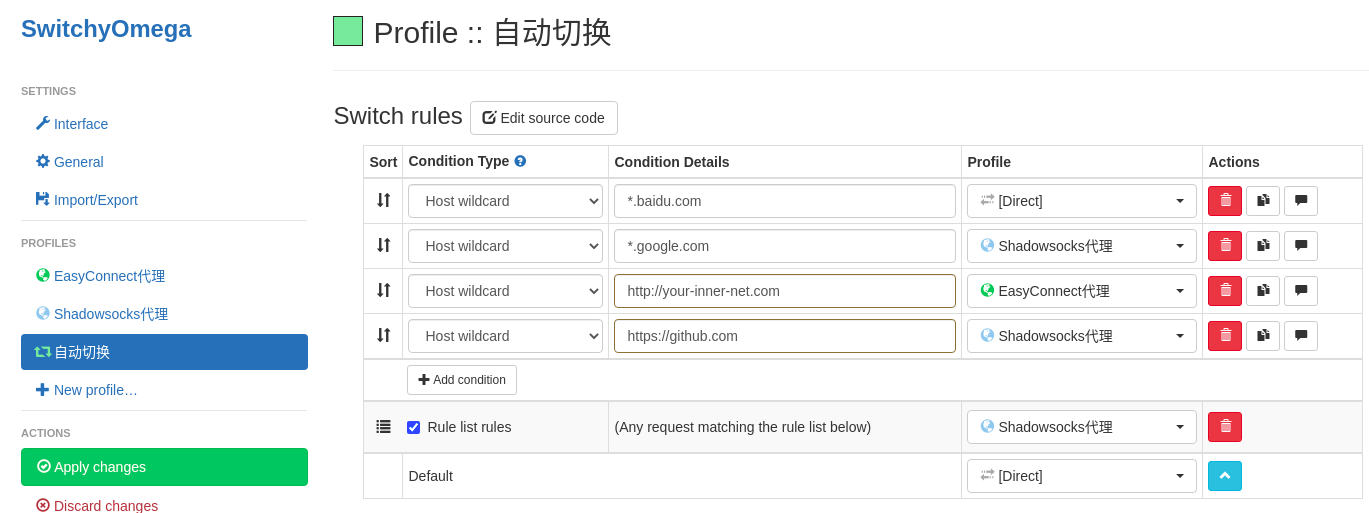 SwitchyOmega
SETTINGS
Interface
General
Import/Export
PROFILES
EasyConnect代理
Shadowsocks代理
自动切换
New profile…
ACTIONS
Apply changes
Discard changes
Profile :: 自动切换
Switch rules Edit source code
Sort Condition Type Condition Details Profile Actions
Host wildcard *.baidu.com [Direct]
Host wildcard *.google.com Shadowsocks代理
Host wildcard http://your-inner-net.com EasyConnect代理
Host wildcard https://github.com Shadowsocks代理
Add condition
Rule list rules (Any request matching the rule list below) Shadowsocks代理
Default [Direct]